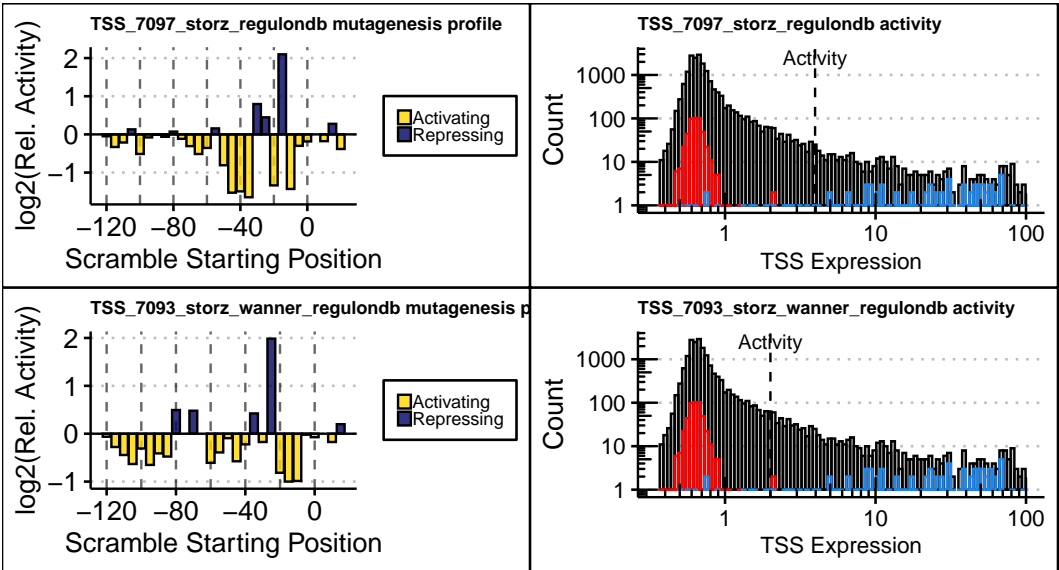 TSS_7097_storz_regulondb mutagenesis profile
log2(Rel. Activity)
2
1
0
−1
−120
−80
−40
0
Scramble Starting Position
Activating
Repressing
TSS_7097_storz_regulondb activity
Activity
Count
1000
100
10
1
1
10
100
TSS Expression
TSS_7093_storz_wanner_regulondb mutagenesis p
log2(Rel. Activity)
2
1
0
−1
−120
−80
−40
0
Scramble Starting Position
Activating
Repressing
TSS_7093_storz_wanner_regulondb activity
Activity
Count
1000
100
10
1
1
10
100
TSS Expression